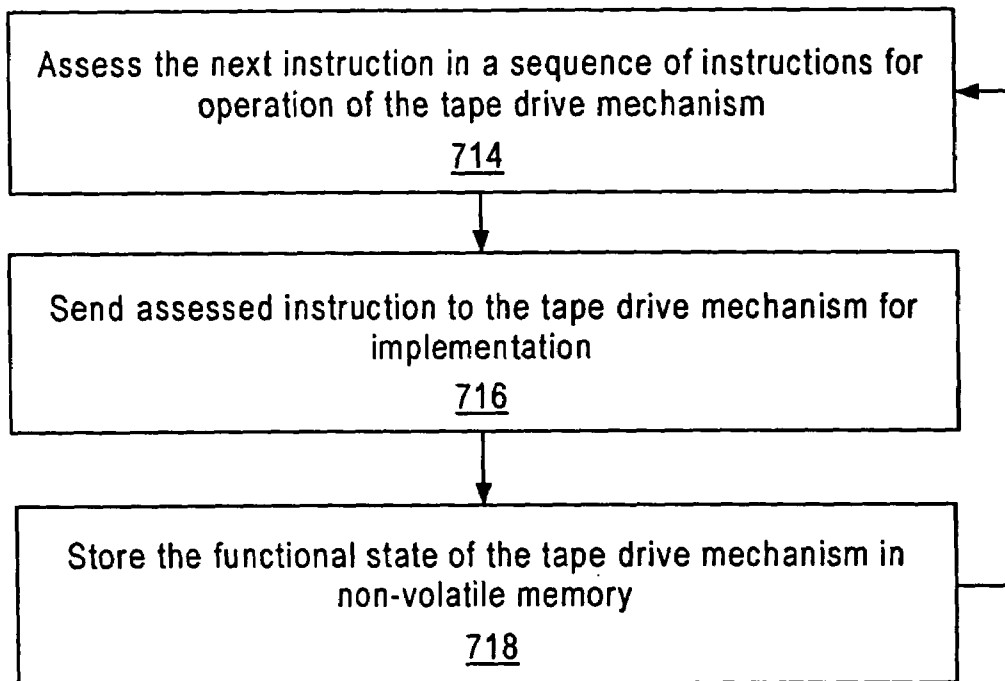 Assess the next instruction in a sequence of instructions for
operation of the tape drive mechanism
714
Send assessed instruction to the tape drive mechanism for
implementation
716
Store the functional state of the tape drive mechanism in
non-volatile memory
718